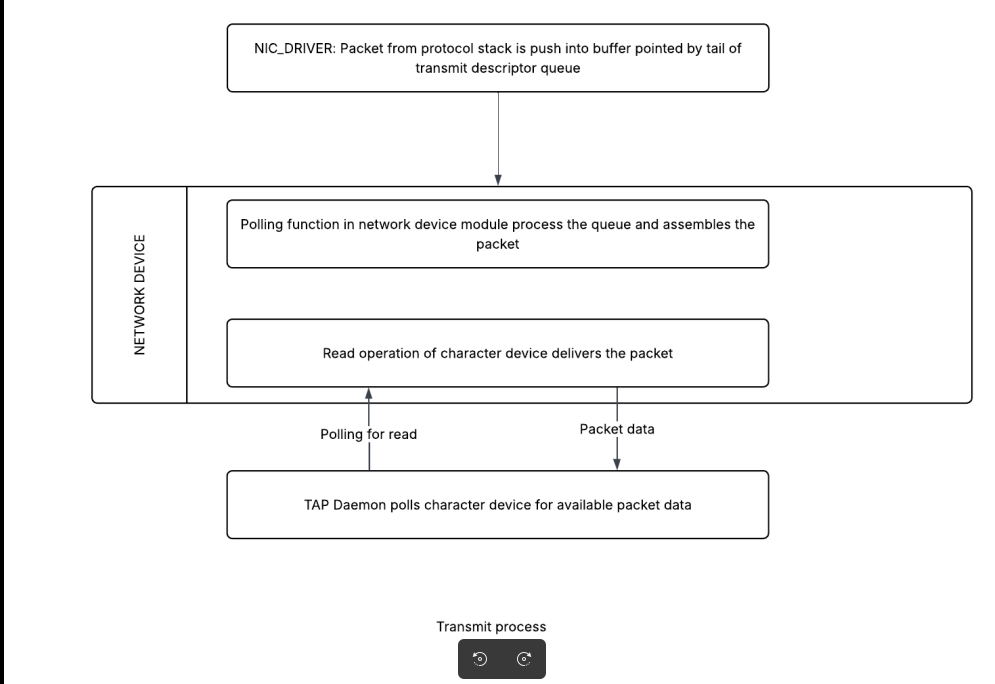 NIC_DRIVER: Packet from protocol stack is push into buffer pointed by tail of
transmit descriptor queue
NETWORK DEVICE
Polling function in network device module process the queue and assembles the
packet
Read operation of character device delivers the packet
Polling for read
Packet data
TAP Daemon polls character device for available packet data
Transmit process